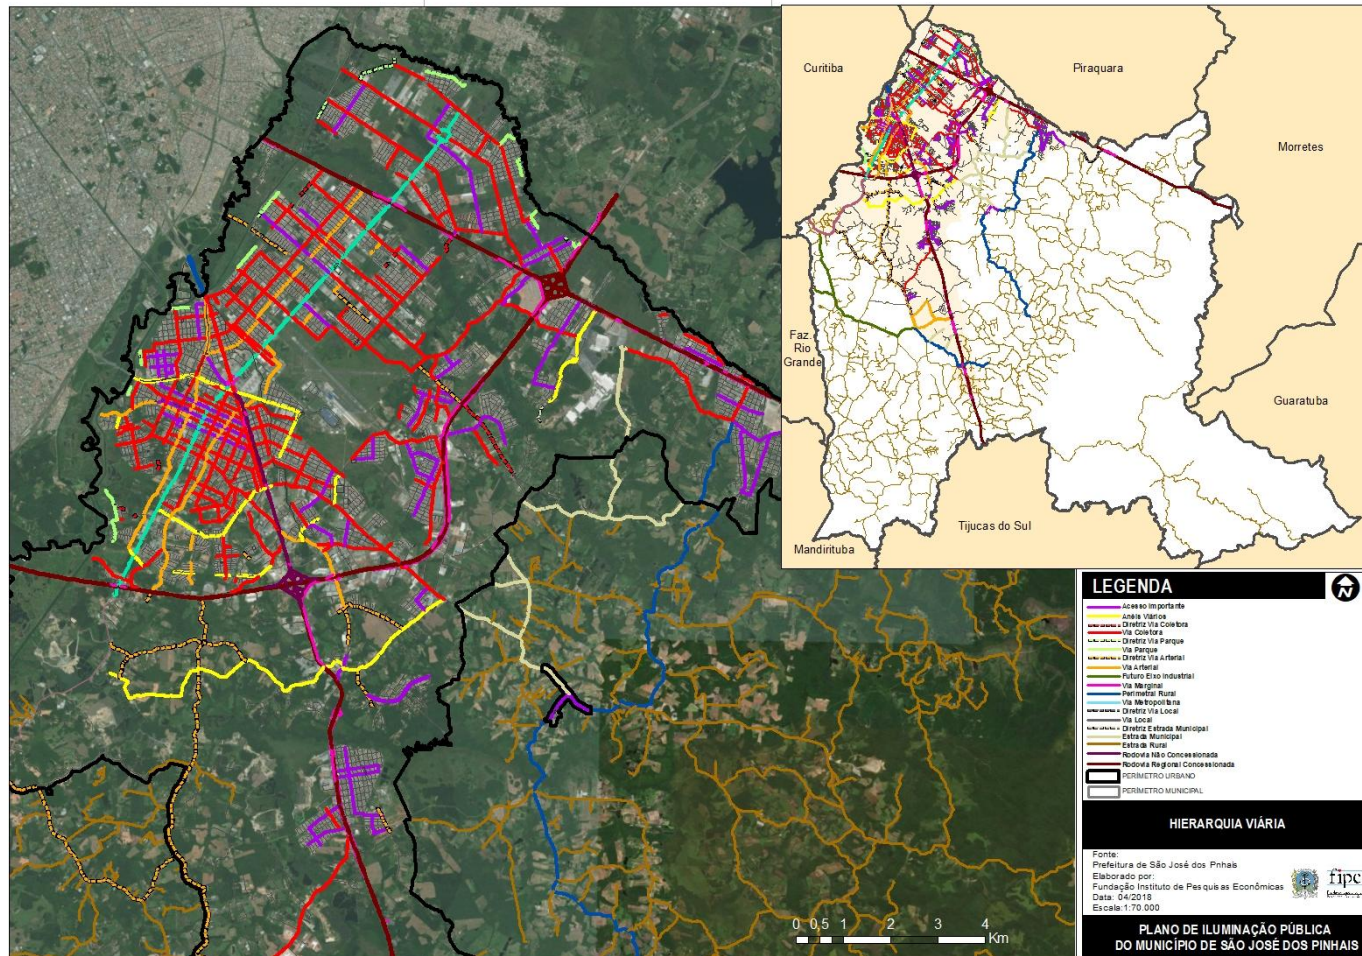 Curitiba
Piraquara
Morretes
Faz.
Rio
Grande
Guaratuba
Tijucas do Sul
Mandirituba
LEGENDA
N
Acesso Importante
Anéis Viários
Diretriz Via Coletora
Via Coletora
Diretriz Via Parque
Via Parque
Diretriz Via Arterial
Via Arterial
Futuro Eixo Industrial
Via Marginal
Perimetral Rural
Via Metropolitana
Diretriz Via Local
Via Local
Diretriz Estrada Municipal
Estrada Municipal
Estrada Rural
Rodovia Não Concessionada
Rodovia Regional Concessionada
PERÍMETRO URBANO
PERÍMETRO MUNICIPAL
HIERARQUIA VIÁRIA
Fonte:
Prefeitura de São José dos Pnhais
Elaborado por:
Fundação Instituto de Pesquisas Econômicas
Data: 04/2018
Escala:1:70.000
fipe
0 0,5 1 2 3 4
Km
PLANO DE ILUMINAÇÃO PÚBLICA
DO MUNICÍPIO DE SÃO JOSÉ DOS PINHAIS